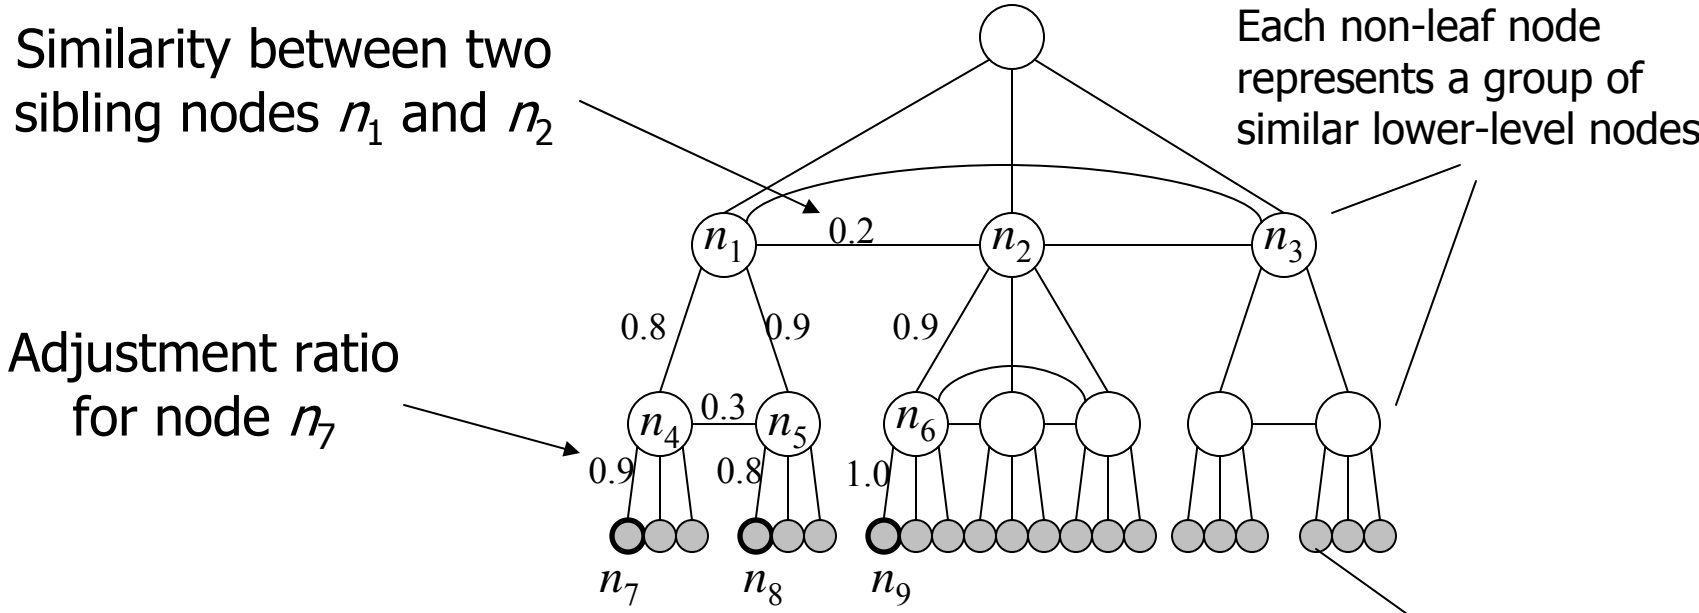 Similarity between two
sibling nodes n1 and n2
Each non-leaf node
represents a group of
similar lower-level nodes
n1
0.2
n2
n3
0.8
0.9
0.9
Adjustment ratio
for node n7
n4
0.3
n5
n6
0.9
0.8
1.0
n7
n8
n9